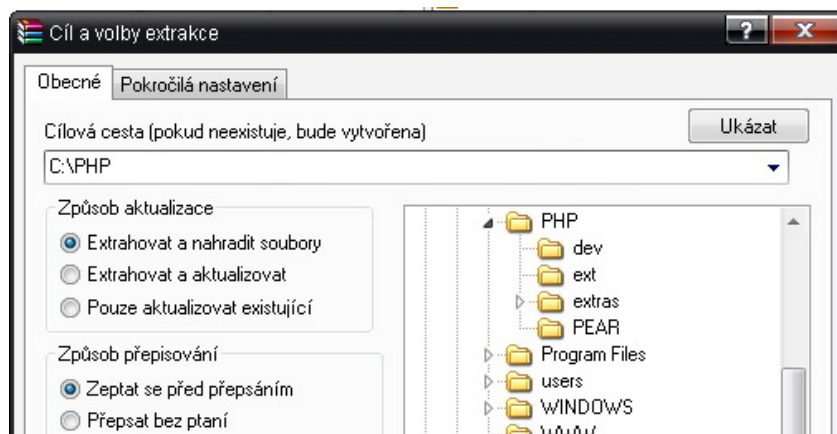 Cíl a volby extrakce
Obecné
Pokročilá nastavení
Cílová cesta (pokud neexistuje, bude vytvořena)
Ukázat
C:\PHP
Způsob aktualizace
Extrahovat a nahradit soubory
Extrahovat a aktualizovat
Pouze aktualizovat existující
Způsob přepisování
Zeptat se před přepsáním
Přepsat bez ptaní
PHP
dev
ext
extras
PEAR
Program Files
users
WINDOWS